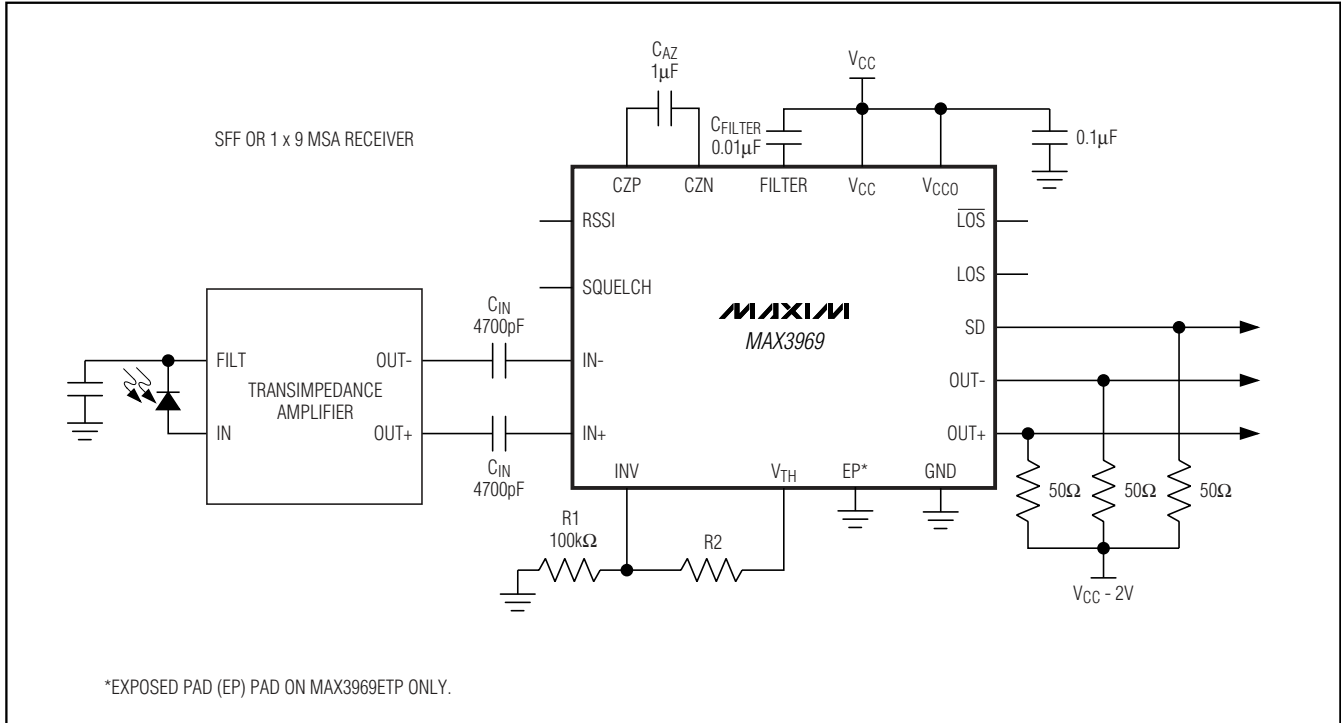 SFF OR 1 x 9 MSA RECEIVER
CAZ
1μF
CFILTER
0.01μF
VCC
0.1μF
CZP
CZN
FILTER
VCC
VCCO
RSSI
LOS
SQUELCH
LOS
MAXIM
MAX3969
SD
CIN
4700pF
FILT
OUT-
IN-
OUT-
TRANSIMPEDANCE
AMPLIFIER
IN
OUT+
IN+
OUT+
CIN
4700pF
INV
VTH
EP*
GND
R1
100kΩ
R2
50Ω
50Ω
50Ω
VCC - 2V
*EXPOSED PAD (EP) PAD ON MAX3969ETP ONLY.